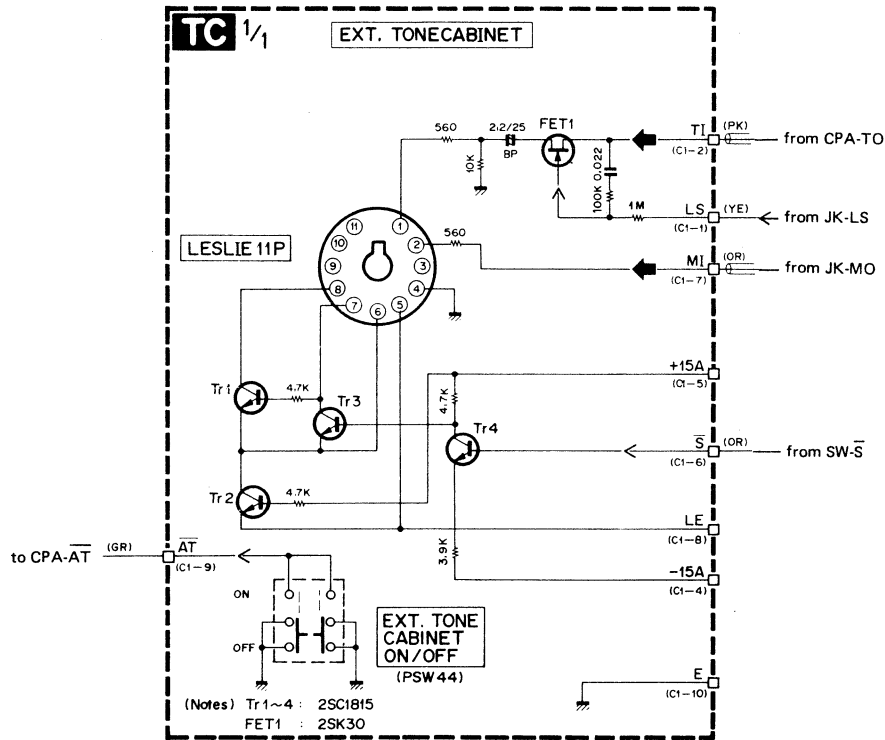 TC 1/1
EXT. TONECABINET
560
2.2/25
BP
FET1
10K
100K 0.022
1M
TI (PK)
(C1-2)
from CPA-TO
LS (YE)
(C1-1)
from JK-LS
MI (OR)
(C1-7)
from JK-MO
LESLIE 11P
11
10
9
8
7
6
5
4
3
2
1
560
+15A
(C1-5)
Tr1
4.7K
Tr3
4.7K
Tr4
S̅ (OR)
(C1-6)
from SW-S̅
Tr2
4.7K
LE
(C1-8)
3.9K
-15A
(C1-4)
to CPA-A̅T̅ (GR)
A̅T̅
(C1-9)
ON
OFF
EXT. TONE
CABINET
ON/OFF
(PSW44)
E
(C1-10)
(Notes) Tr1~4 : 2SC1815
FET1 : 2SK30